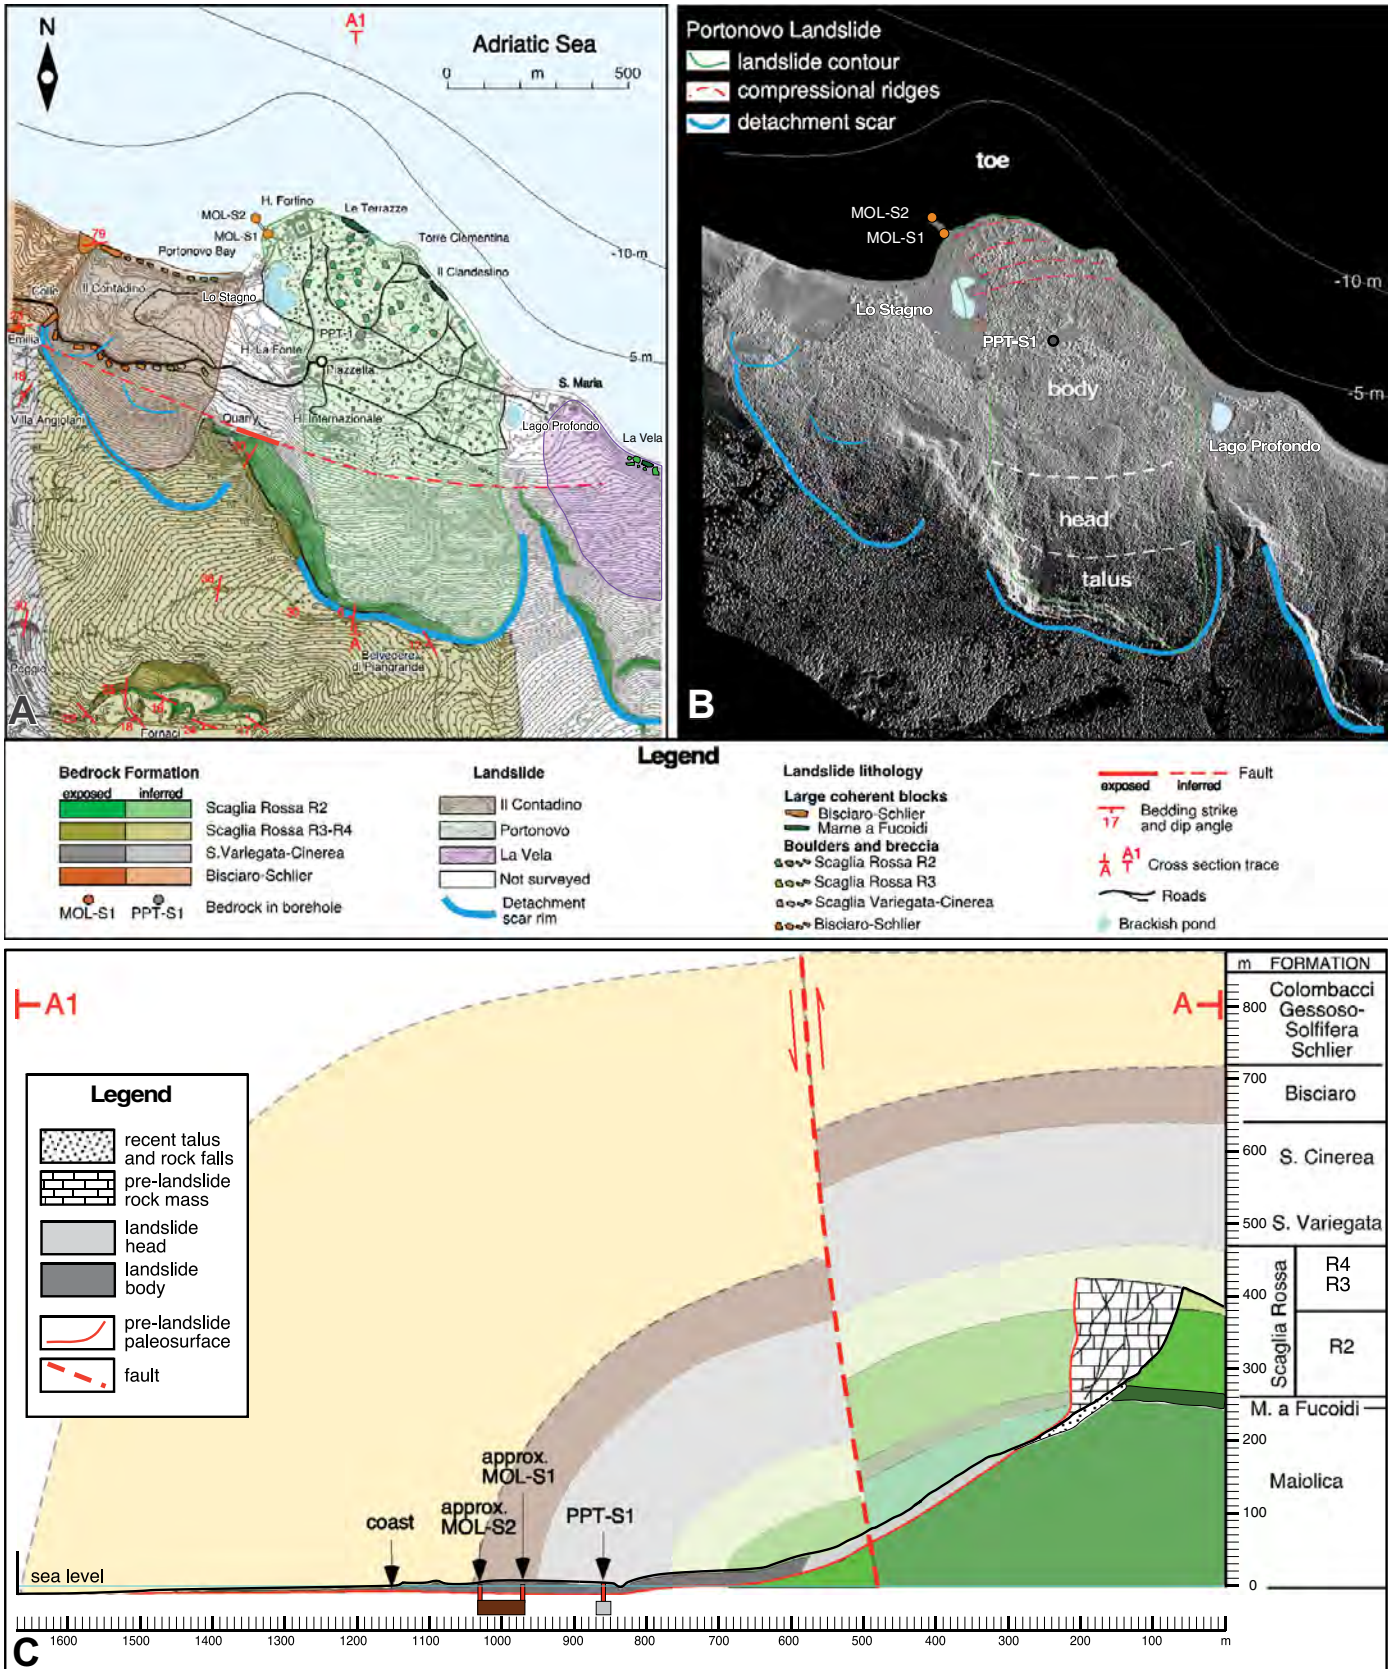 N
A1
Adriatic Sea
0 m 500
H. Fortino
MOL-S2
Le Terrazze
MOL-S1
Torre Clementina
79
Portonovo Bay
-10-m
Il Clandestino
Colle
Il Contadino
Lo Stagno
PPT-1
Emilia
H. La Fonte
5-m
Piazzetta
18
S. Maria
Villa Angiolani
Quarry
H. Internazionale
Lago Profondo
La Vela
A
Belvedere
di Piangrande
30
Poggio
18
Fornaci
A
Portonovo Landslide
landslide contour
compressional ridges
detachment scar
toe
MOL-S2
MOL-S1
-10-m
Lo Stagno
PPT-S1
body
-5-m
Lago Profondo
head
talus
B
Legend
Bedrock Formation
exposed inferred
Scaglia Rossa R2
Scaglia Rossa R3-R4
S.Variegata-Cinerea
Bisciaro-Schlier
MOL-S1 PPT-S1 Bedrock in borehole
Landslide
Il Contadino
Portonovo
La Vela
Not surveyed
Detachment
scar rim
Landslide lithology
Large coherent blocks
Bisciaro-Schlier
Marne a Fucoidi
Boulders and breccia
Scaglia Rossa R2
Scaglia Rossa R3
Scaglia Variegata-Cinerea
Bisciaro-Schlier
Fault
exposed inferred
17 Bedding strike
and dip angle
A A1 Cross section trace
Roads
Brackish pond
A1
A
Legend
recent talus
and rock falls
pre-landslide
rock mass
landslide
head
landslide
body
pre-landslide
paleosurface
fault
approx.
MOL-S1
approx.
MOL-S2
PPT-S1
coast
sea level
m FORMATION
Colombacci
Gessoso-
Solfifera
Schlier
Bisciaro
S. Cinerea
S. Variegata
Scaglia Rossa
R4
R3
R2
M. a Fucoidi
Maiolica
800
700
600
500
400
300
200
100
0
C
1600 1500 1400 1300 1200 1100 1000 900 800 700 600 500 400 300 200 100 m